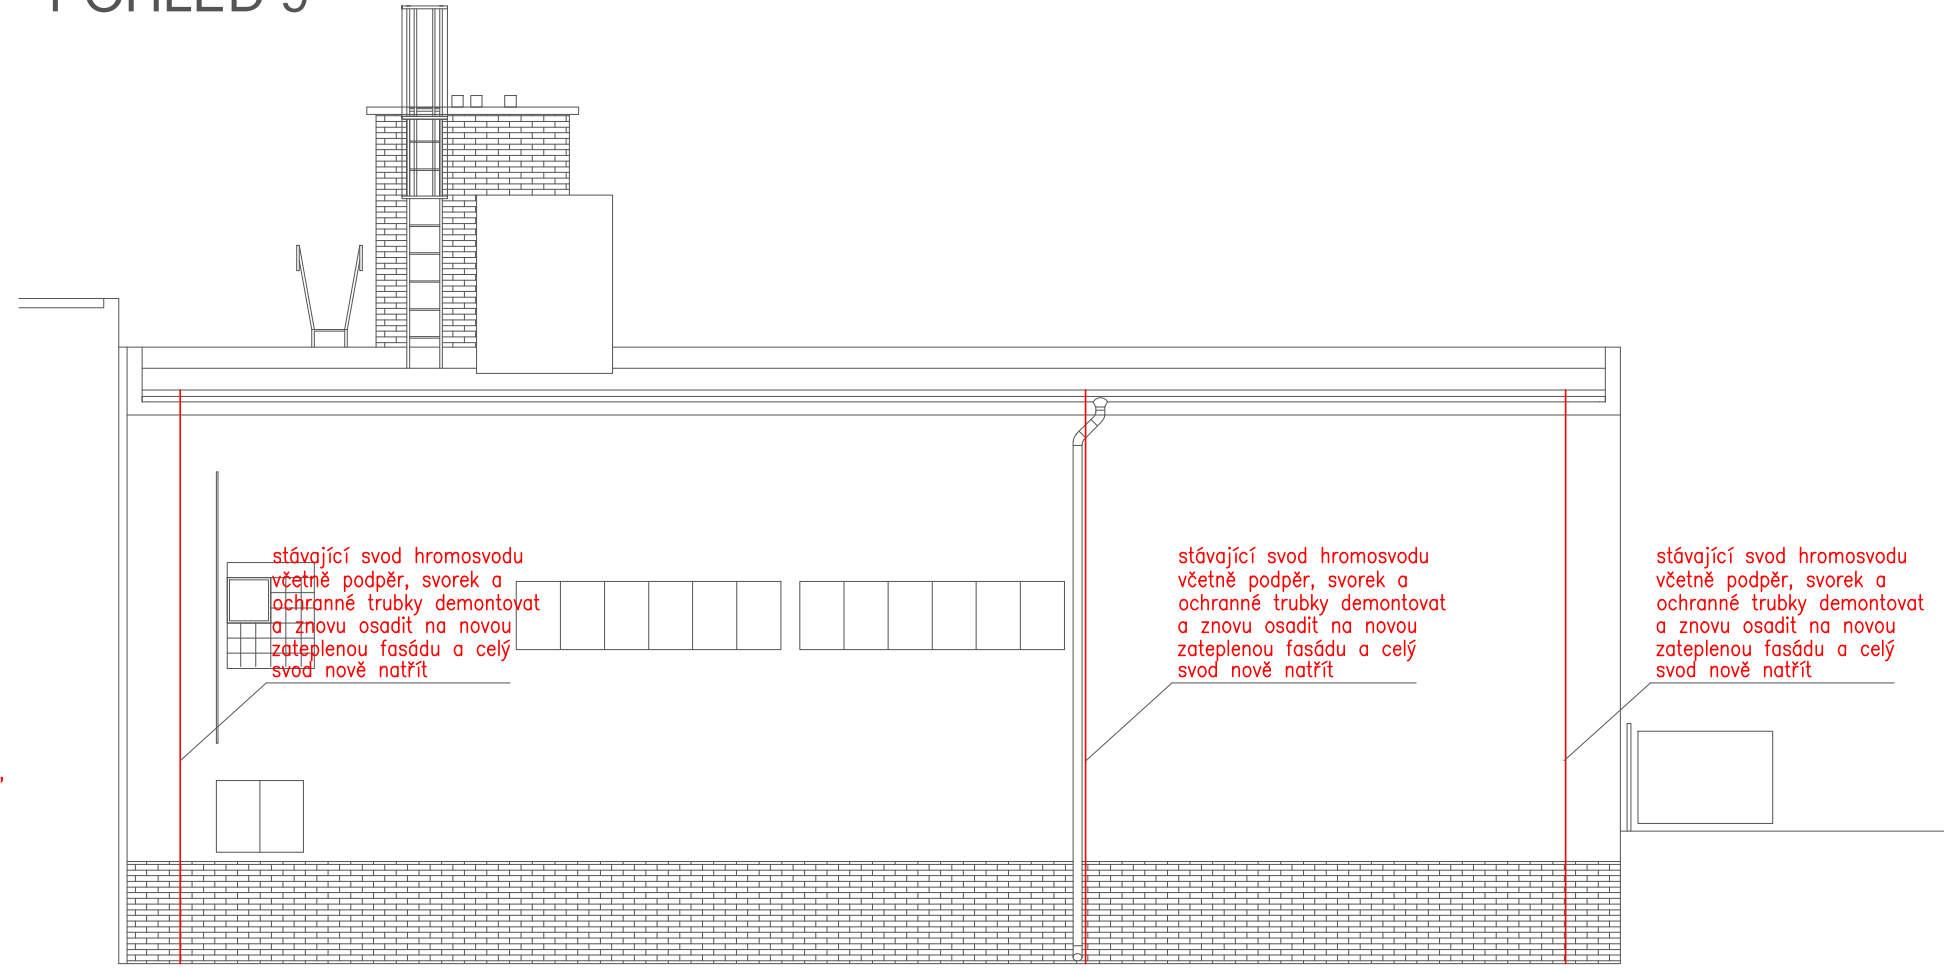 POHLED 5
stávající svod hromosvodu
včetně podpěr, svorek a
ochranné trubky demontovat
a znovu osadit na novou
zateplenou fasádu a celý
svod nově natřít
stávající svod hromosvodu
včetně podpěr, svorek a
ochranné trubky demontovat
a znovu osadit na novou
zateplenou fasádu a celý
svod nově natřít
stávající svod hromosvodu
včetně podpěr, svorek a
ochranné trubky demontovat
a znovu osadit na novou
zateplenou fasádu a celý
svod nově natřít